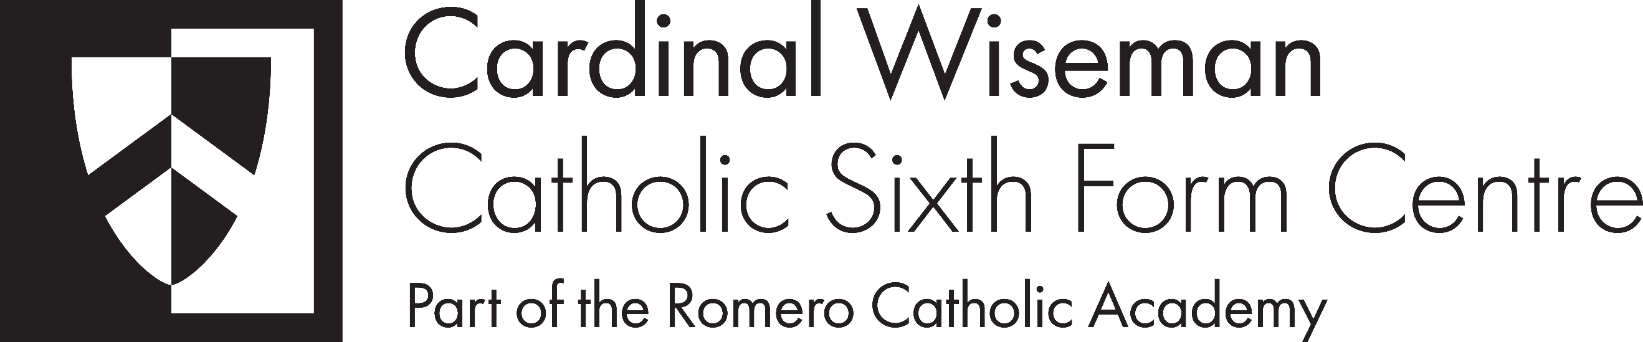 Cardinal Wiseman
Catholic Sixth Form Centre
Part of the Romero Catholic Academy